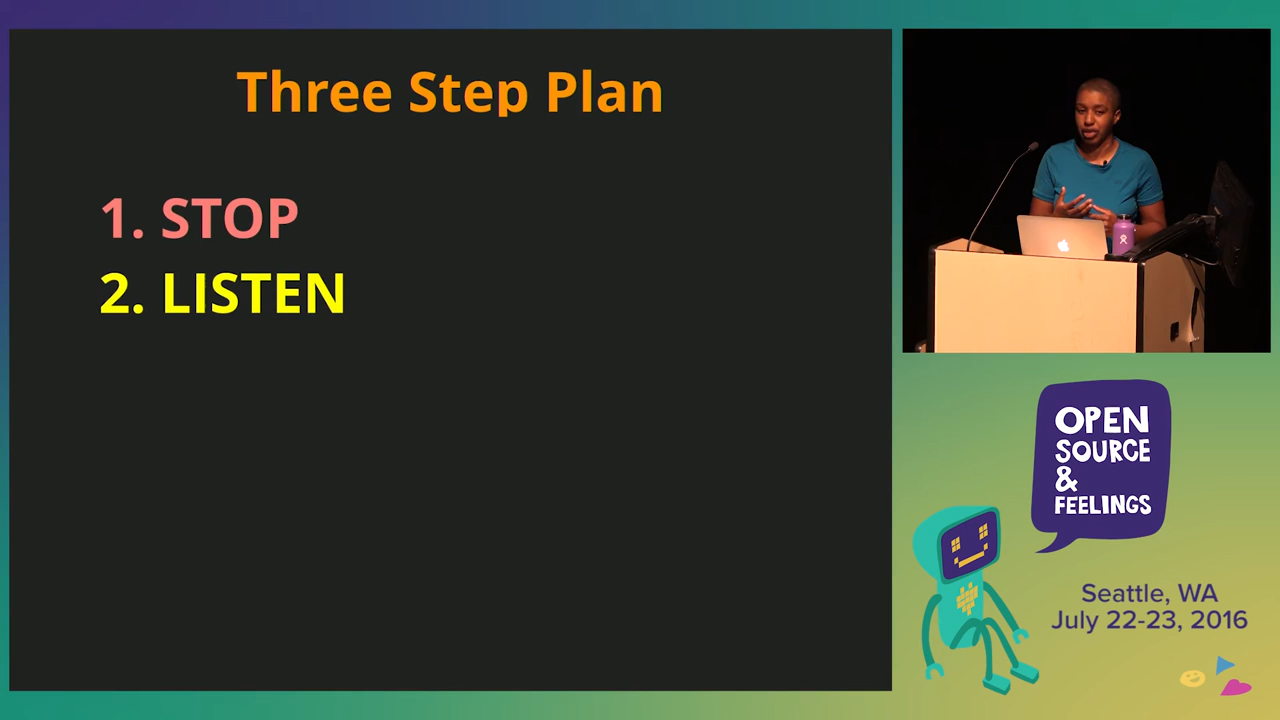 Three Step Plan
1. STOP
2. LISTEN
OPEN
SOURCE
&
FEELINGS
Seattle, WA
July 22-23, 2016